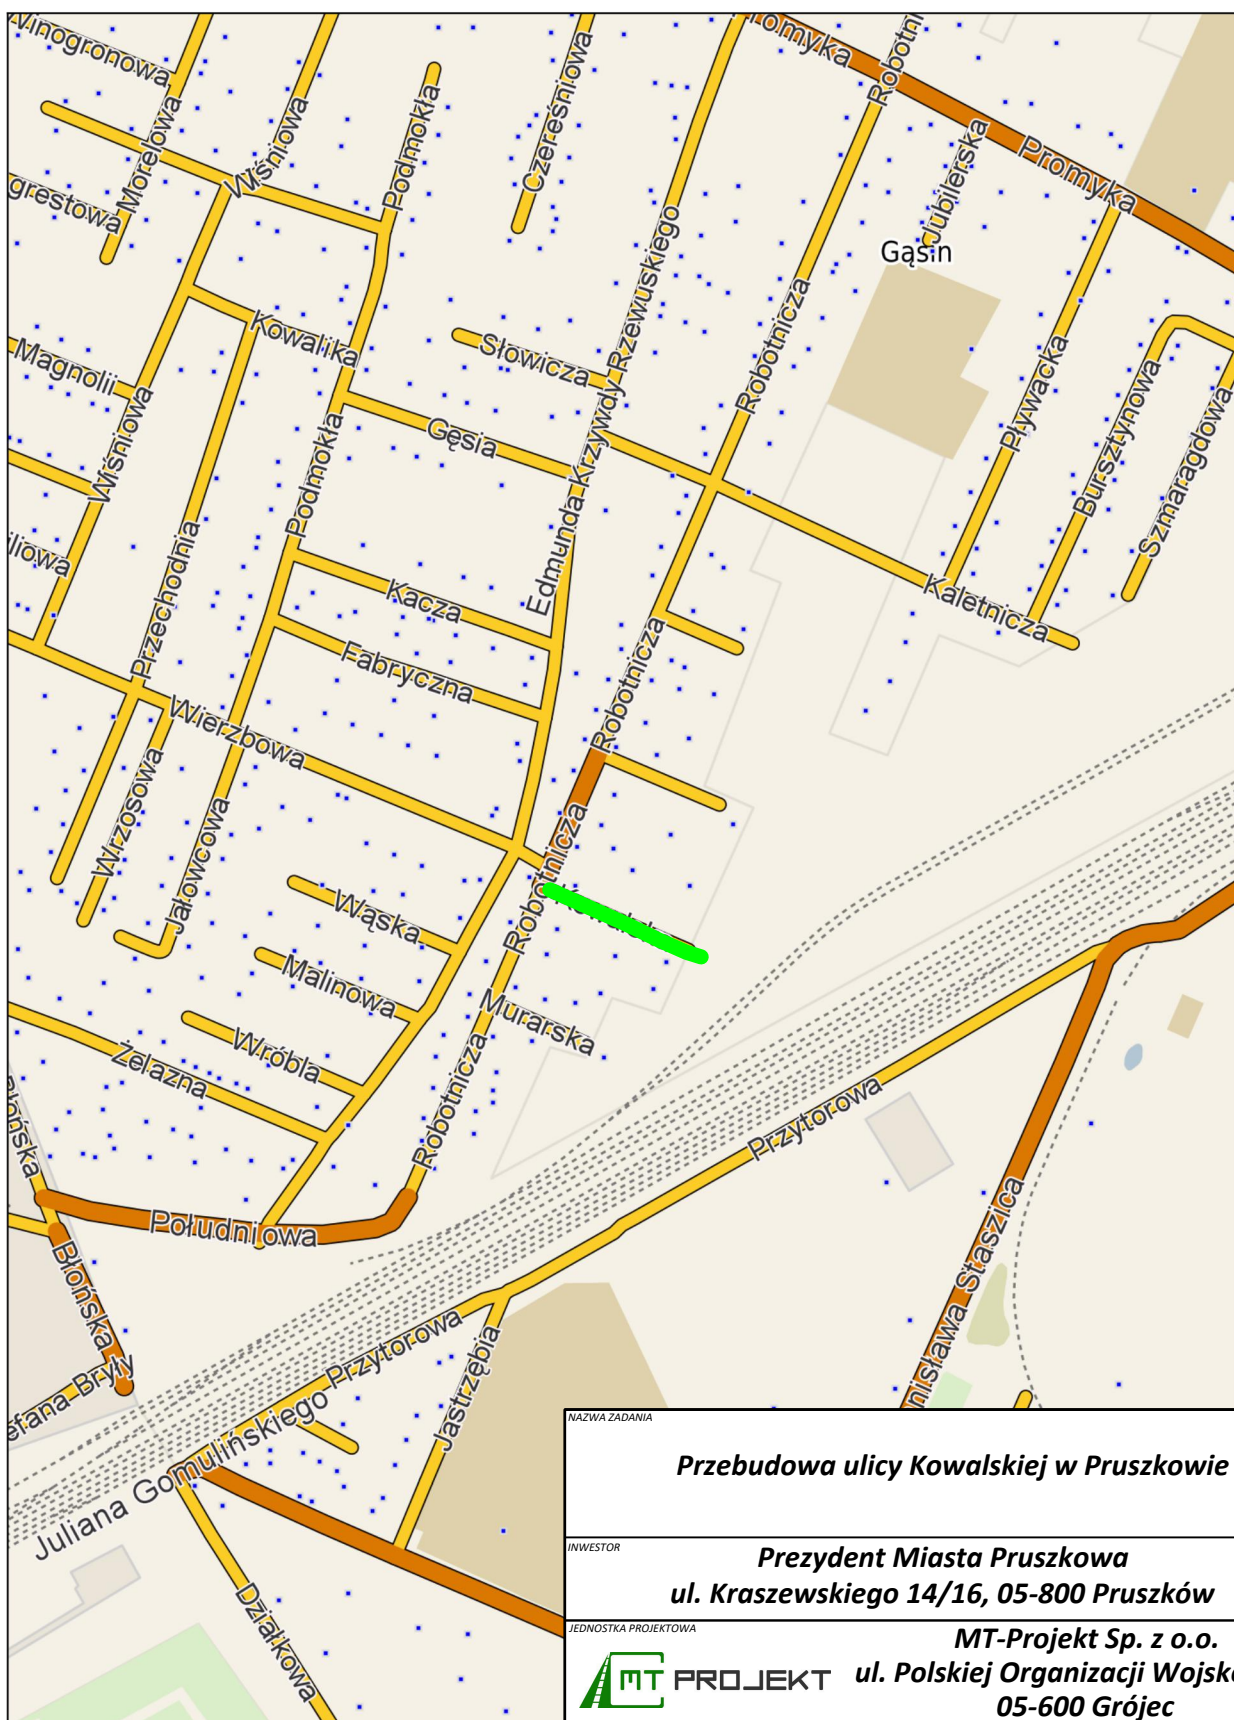 Winogronowa
Morelowa
Wiśniowa
Podmokła
Czereśniowa
Promyka
Robotni
Jubilerska
Promyka
grestowa
Gąsin
Kowalika
Magnolii
Słowicza
Edmunda Krzywdy Rzewuskiego
Robotnicza
Pływacka
Bursztynowa
Szmaragdowa
Wiśniowa
Podmokła
Gęsia
iliowa
Przechodnia
Kacza
Kaletnicza
Fabryczna
Robotnicza
Wierzbowa
Wrzosowa
Jałowcowa
Robotnicza
Wąska
Malinowa
Murarska
Wróbla
Żelazna
Robotnicza
Błońska
Południowa
Przytorowa
Błońska
nisława Staszica
efana Bryły
Przytorowa
Jastrzębia
Juliana Gomulińskiego
Działkowa
NAZWA ZADANIA
Przebudowa ulicy Kowalskiej w Pruszkowie
INWESTOR
Prezydent Miasta Pruszkowa
ul. Kraszewskiego 14/16, 05-800 Pruszków
JEDNOSTKA PROJEKTOWA
MT PROJEKT
MT-Projekt Sp. z o.o.
ul. Polskiej Organizacji Wojsk
05-600 Grójec